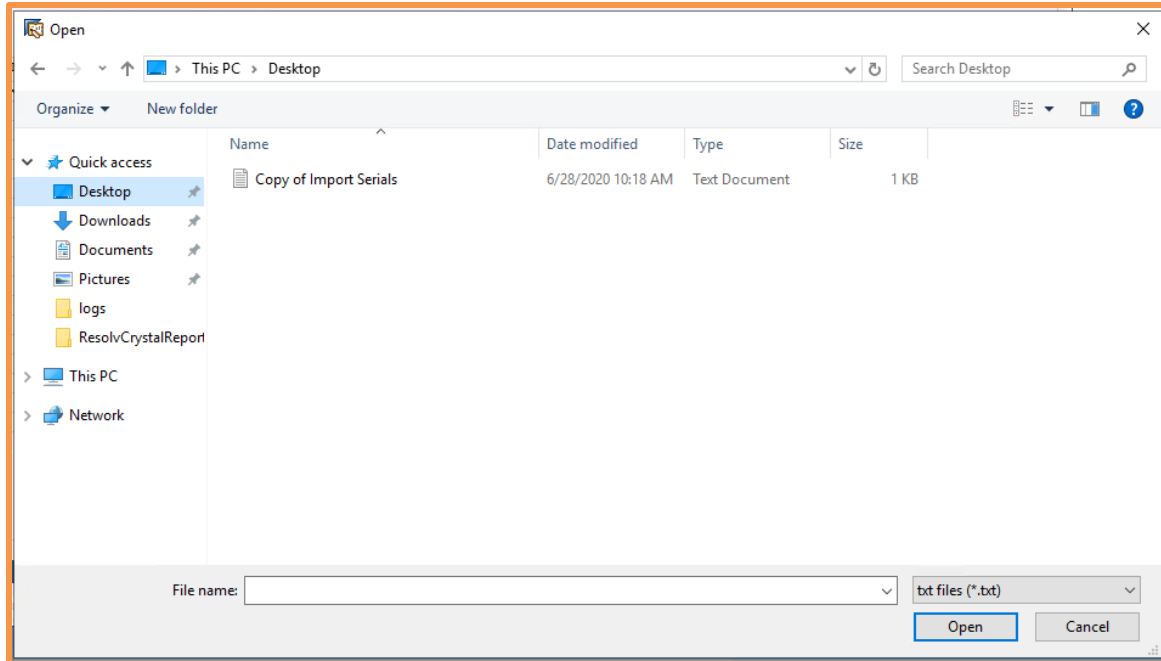 Open
This PC > Desktop
Search Desktop
Organize
New folder
Name
Date modified
Type
Size
Quick access
Copy of Import Serials
6/28/2020 10:18 AM
Text Document
1 KB
Desktop
Downloads
Documents
Pictures
logs
ResolvCrystalReport
This PC
Network
File name:
txt files (*.txt)
Open
Cancel